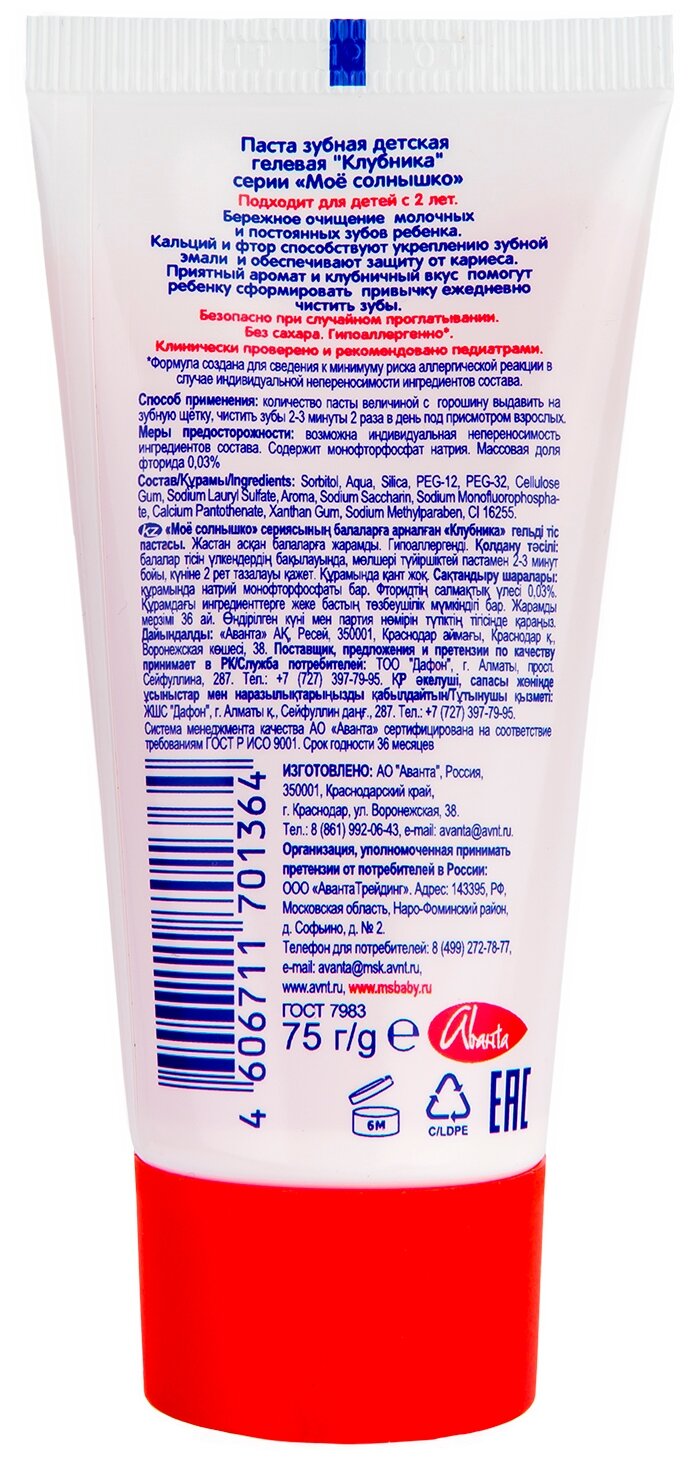 Паста зубная детская
гелевая "Клубника"
серии «Моё солнышко»
Подходит для детей с 2 лет.
Бережное очищение молочных
и постоянных зубов ребенка.
Кальций и фтор способствуют укреплению зубной
эмали и обеспечивают защиту от кариеса.
Приятный аромат и клубничный вкус помогут
ребенку сформировать привычку ежедневно
чистить зубы.
Безопасно при случайном проглатывании.
Без сахара. Гипоаллергенно*.
Клинически проверено и рекомендовано педиатрами.
*Формула создана для сведения к минимуму риска аллергической реакции в
случае индивидуальной непереносимости ингредиентов состава.
Способ применения: количество пасты величиной с горошину выдавить на
зубную щётку, чистить зубы 2-3 минуты 2 раза в день под присмотром взрослых.
Меры предосторожности: возможна индивидуальная непереносимость
ингредиентов состава. Содержит монофторфосфат натрия. Массовая доля
фторида 0,03%
Состав/Құрамы/Ingredients: Sorbitol, Aqua, Silica, PEG-12, PEG-32, Cellulose
Gum, Sodium Lauryl Sulfate, Aroma, Sodium Saccharin, Sodium Monofluorophospha-
te, Calcium Pantothenate, Xanthan Gum, Sodium Methylparaben, CI 16255.
KZ «Моё солнышко» сериясының балаларға арналған «Клубника» гельді тіс
пастасы. Жастан асқан балаларға жарамды. Гипоаллергенді. Қолдану тәсілі:
балалар тісін үлкендердің бақылауында, мөлшері түйіршіктей пастамен 2-3 минут
бойы, күніне 2 рет тазалауы қажет. Құрамында қант жоқ. Сақтандыру шаралары:
құрамында натрий монофторфосфаты бар. Фторидтің салмақтық үлесі 0,03%.
Құрамдағы ингредиенттерге жеке бастың төзбеушілік мүмкіндігі бар. Жарамды
мерзімі 36 ай. Өндірілген күні мен партия нөмірін түптің тігісінде қараңыз.
Дайындалды: «Аванта» АҚ, Ресей, 350001, Краснодар аймағы, Краснодар қ.,
Воронежская көшесі, 38. Поставщик, предложения и претензии по качеству
принимает в РК/Служба потребителей: ТОО "Дафон", г. Алматы, просп.
Сейфуллина, 287. Тел.: +7 (727) 397-79-95. ҚР әкелуші, сапасы жөнінде
ұсыныстар мен наразылықтарыңызды қабылдайтын/Тұтынушы қызметі:
ЖШС "Дафон", г. Алматы қ., Сейфуллин даңғ., 287. Тел.: +7 (727) 397-79-95.
Система менеджмента качества АО «Аванта» сертифицирована на соответствие
требованиям ГОСТ Р ИСО 9001. Срок годности 36 месяцев
ИЗГОТОВЛЕНО: АО "Аванта", Россия,
350001, Краснодарский край,
г. Краснодар, ул. Воронежская, 38.
Тел.: 8 (861) 992-06-43, e-mail: avanta@avnt.ru.
Организация, уполномоченная принимать
претензии от потребителей в России:
ООО «АвантаТрейдинг». Адрес: 143395, РФ,
Московская область, Наро-Фоминский район,
д. Софьино, д. № 2.
Телефон для потребителей: 8 (499) 272-78-77,
e-mail: avanta@msk.avnt.ru,
www.avnt.ru, www.msbaby.ru
ГОСТ 7983
75 г/g e
Avanta
4 606711 701364
6M
C/LDPE
EAC